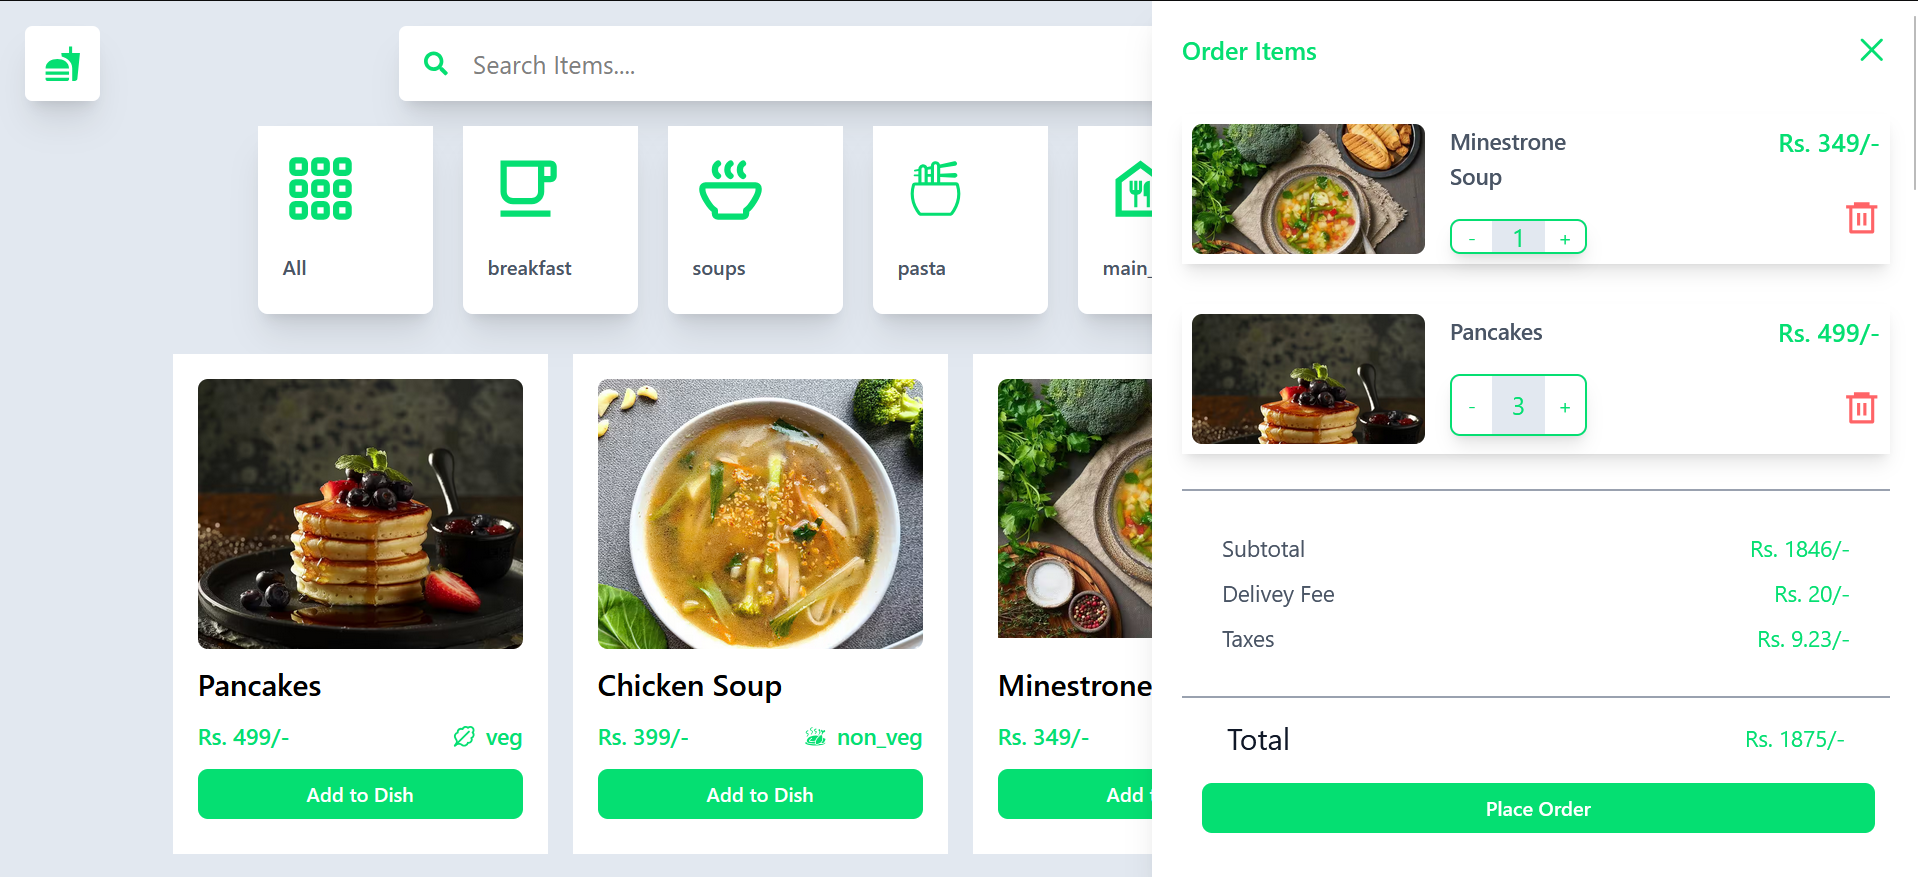 Search Items....
All
breakfast
soups
pasta
main_
Pancakes
Rs. 499/-
veg
Add to Dish
Chicken Soup
Rs. 399/-
non_veg
Add to Dish
Minestrone
Rs. 349/-
Add
Order Items
Minestrone
Soup
Rs. 349/-
- 1 +
Pancakes
Rs. 499/-
- 3 +
Subtotal
Rs. 1846/-
Delivey Fee
Rs. 20/-
Taxes
Rs. 9.23/-
Total
Rs. 1875/-
Place Order